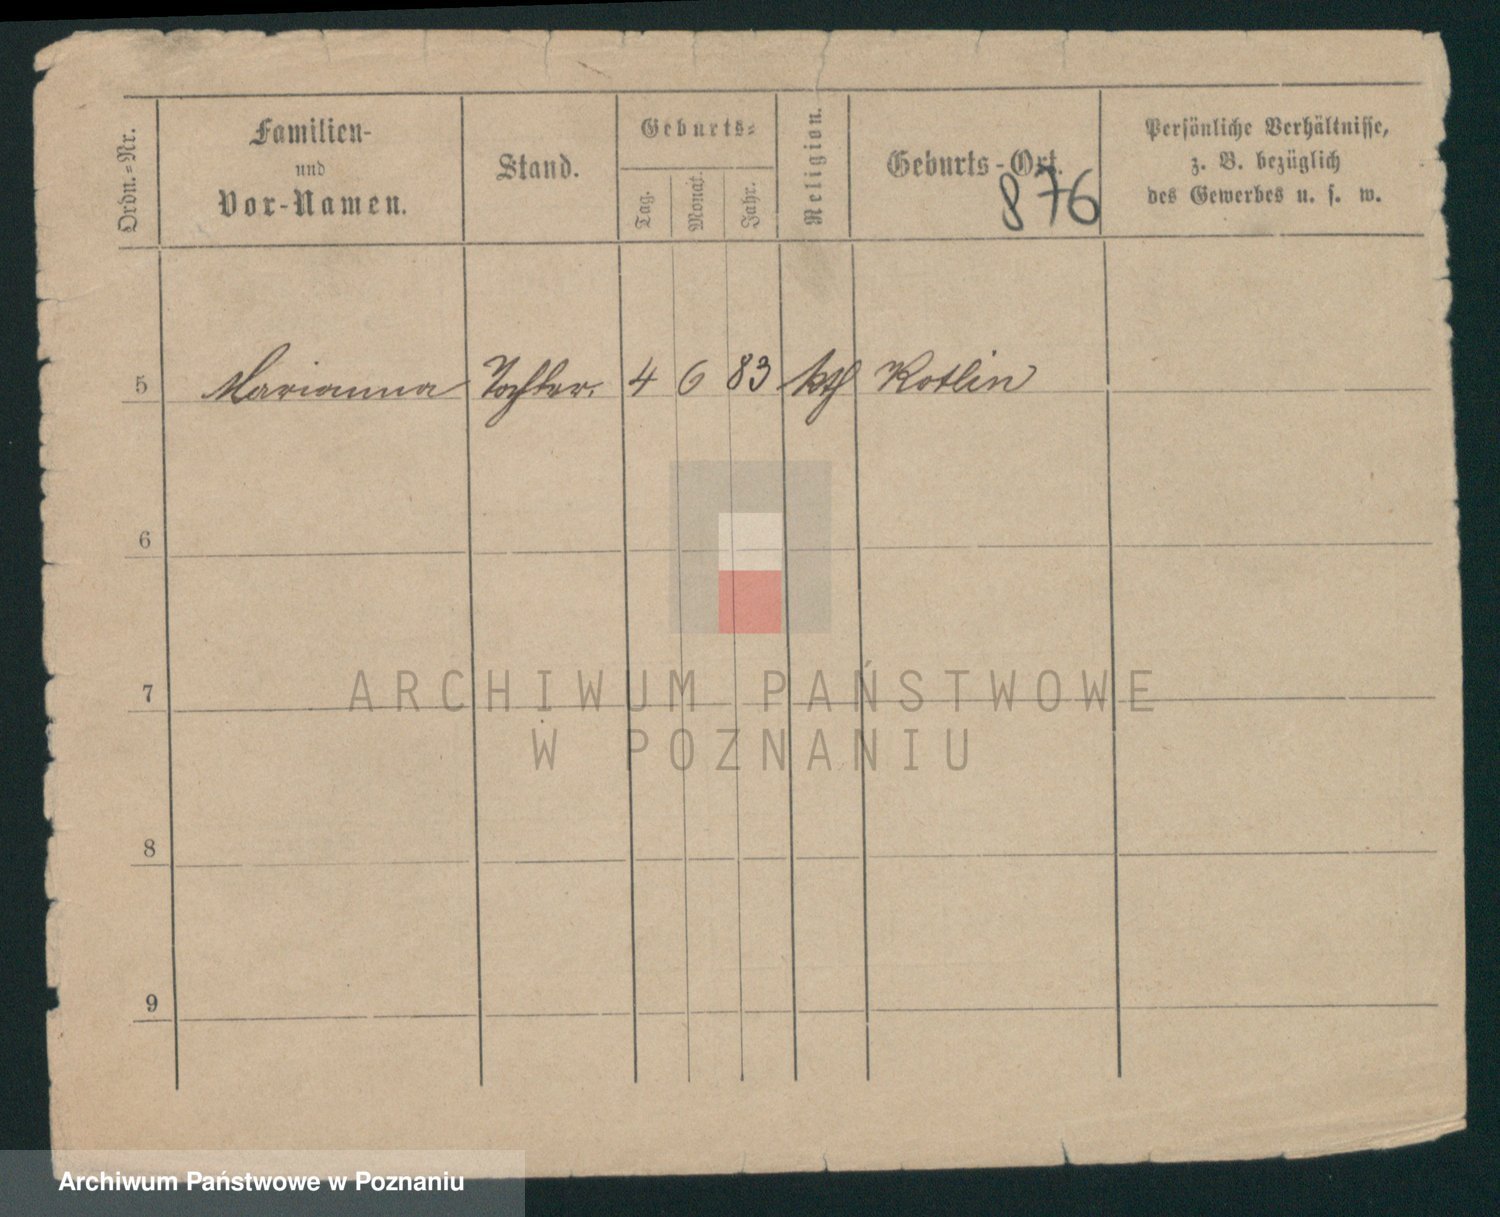 Ordn.-Nr.
Familien-
und
Vor-Namen.
Stand.
Geburts-
Tag.
Monat.
Jahr.
Religion.
Geburts-Ort.
876
Persönliche Verhältnisse,
z. B. bezüglich
des Gewerbes u. s. w.
5 Marianna Tochter. 4 6 83 kth Kotlin
6
7
ARCHIWUM PAŃSTWOWE
W POZNANIU
8
9
Archiwum Państwowe w Poznaniu